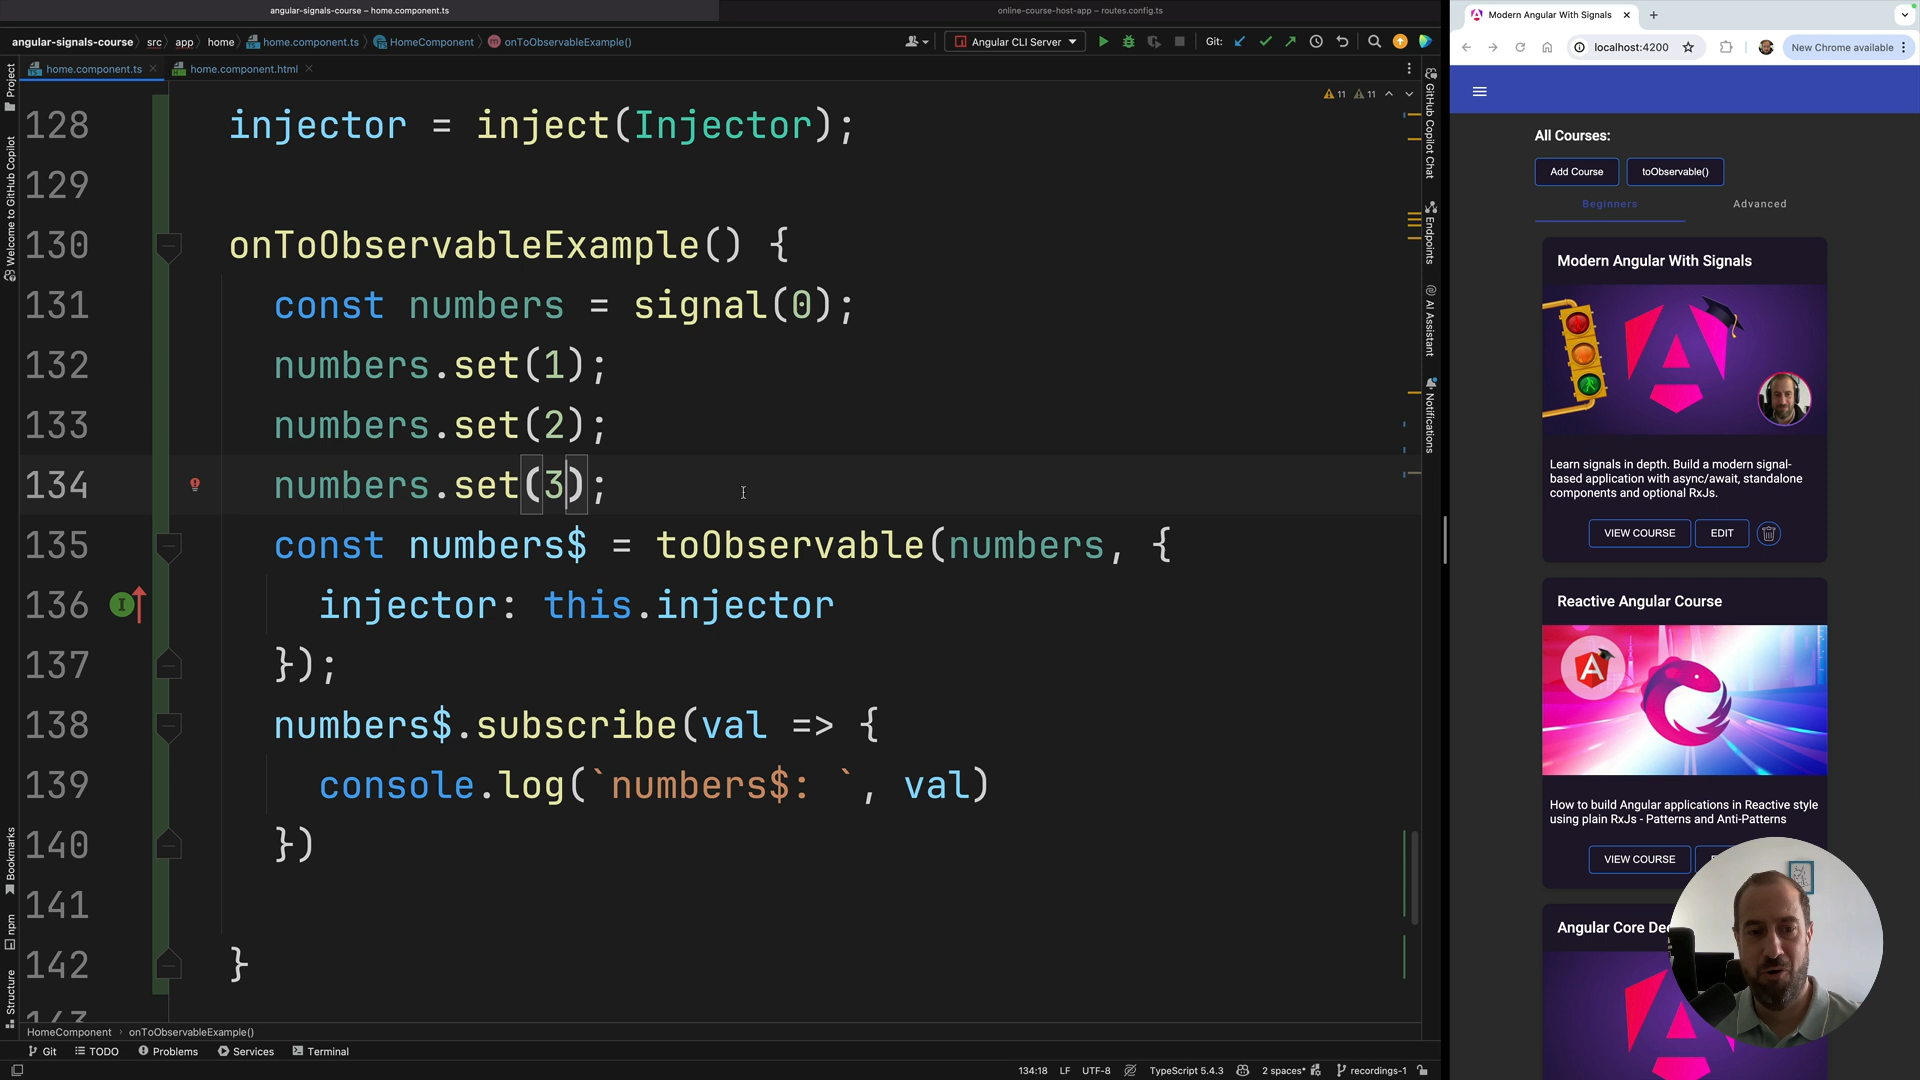 angular-signals-course – home.component.ts
online-course-host-app – routes.config.ts
angular-signals-course
src
app
home
home.component.ts
HomeComponent
onToObservableExample()
Angular CLI Server
Git:
home.component.ts
home.component.html
11
11
128 injector = inject(Injector);
129
130 onToObservableExample() {
131 const numbers = signal(0);
132 numbers.set(1);
133 numbers.set(2);
134 numbers.set(3);
135 const numbers$ = toObservable(numbers, {
136 injector: this.injector
137 });
138 numbers$.subscribe(val => {
139 console.log(`numbers$: `, val)
140 })
141
142 }
143
Project
Welcome to GitHub Copilot
Bookmarks
npm
Structure
GitHub Copilot Chat
Endpoints
AI Assistant
Notifications
HomeComponent
onToObservableExample()
Git
TODO
Problems
Services
Terminal
134:18
LF
UTF-8
TypeScript 5.4.3
2 spaces*
recordings-1
Modern Angular With Signals
localhost:4200
New Chrome available
All Courses:
Add Course
toObservable()
Beginners
Advanced
Modern Angular With Signals
Learn signals in depth. Build a modern signal-
based application with async/await, standalone
components and optional RxJs.
VIEW COURSE
EDIT
Reactive Angular Course
How to build Angular applications in Reactive style
using plain RxJs - Patterns and Anti-Patterns
VIEW COURSE
Angular Core